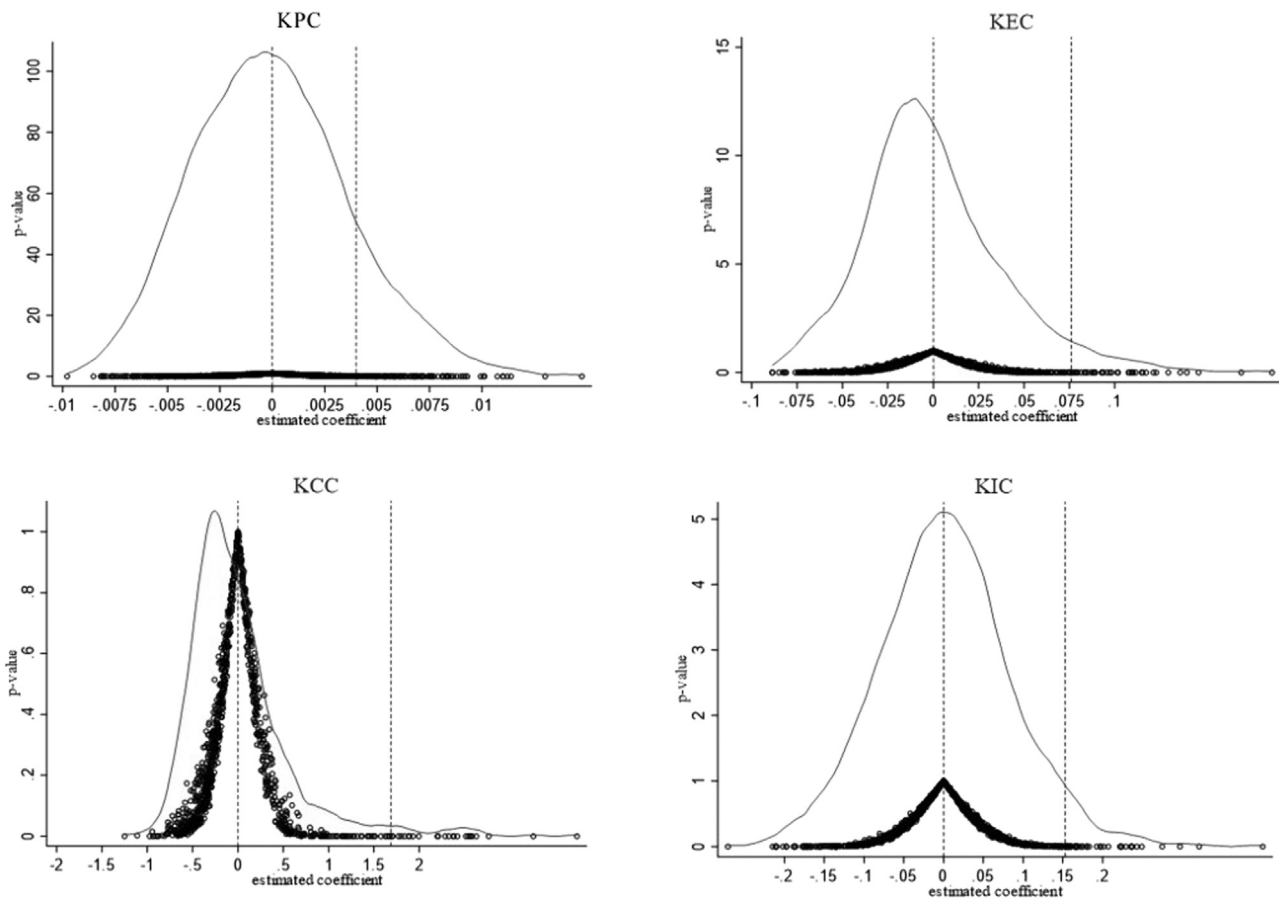 KPC
100
80
60
40
20
0
p-value
-.01 -.0075 -.005 -.0025 0 .0025 .005 .0075 .01
estimated coefficient
KEC
15
10
5
0
p-value
-.1 -.075 -.05 -.025 0 .025 .05 .075 .1
estimated coefficient
KCC
1
.8
.6
.4
.2
0
p-value
-2 -1.5 -1 -.5 0 .5 1 1.5 2
estimated coefficient
KIC
5
4
3
2
1
0
p-value
-.2 -.15 -.1 -.05 0 .05 .1 .15 .2
estimated coefficient